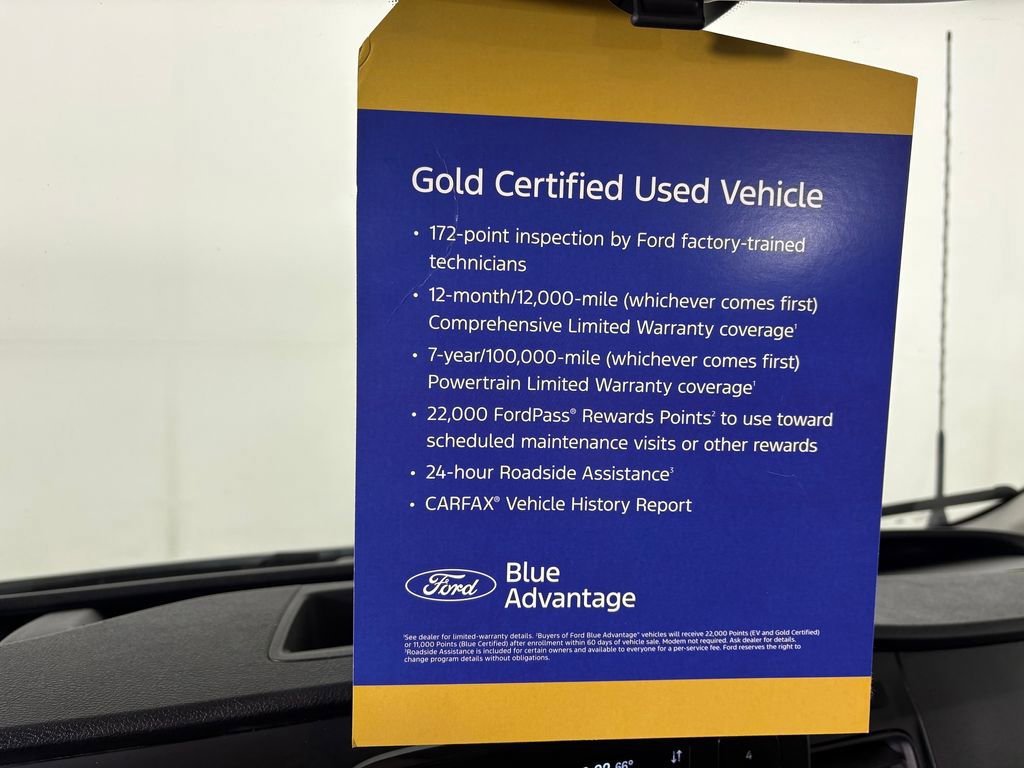 Gold Certified Used Vehicle
• 172-point inspection by Ford factory-trained
technicians
• 12-month/12,000-mile (whichever comes first)
Comprehensive Limited Warranty coverage¹
• 7-year/100,000-mile (whichever comes first)
Powertrain Limited Warranty coverage¹
• 22,000 FordPass® Rewards Points² to use toward
scheduled maintenance visits or other rewards
• 24-hour Roadside Assistance³
• CARFAX® Vehicle History Report
Ford
Blue
Advantage
¹See dealer for limited-warranty details. ²Buyers of Ford Blue Advantage™ vehicles will receive 22,000 Points (EV and Gold Certified)
or 11,000 Points (Blue Certified) after enrollment within 60 days of vehicle sale. Modem not required. Ask dealer for details.
³Roadside Assistance is included for certain owners and available to everyone for a per-service fee. Ford reserves the right to
change program details without obligations.
66°
4